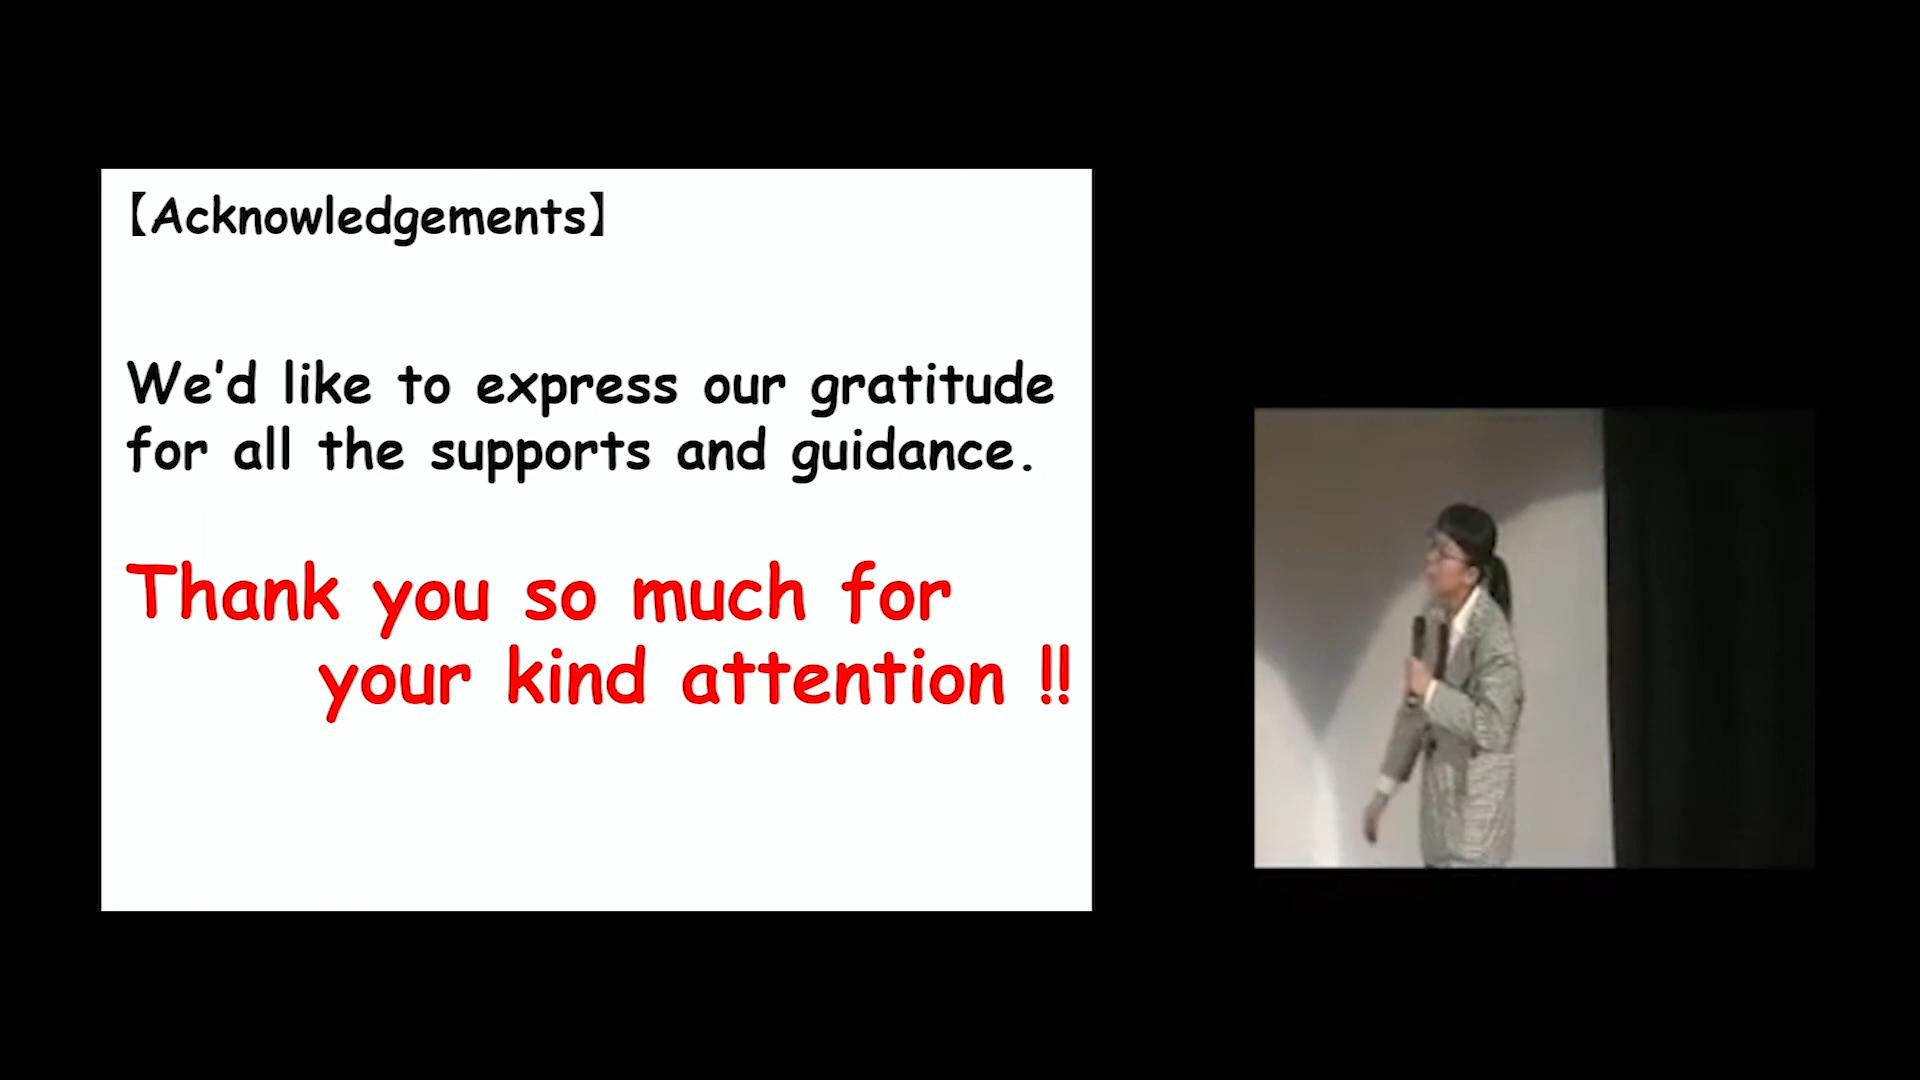 【Acknowledgements】
We'd like to express our gratitude
for all the supports and guidance.
Thank you so much for
your kind attention !!